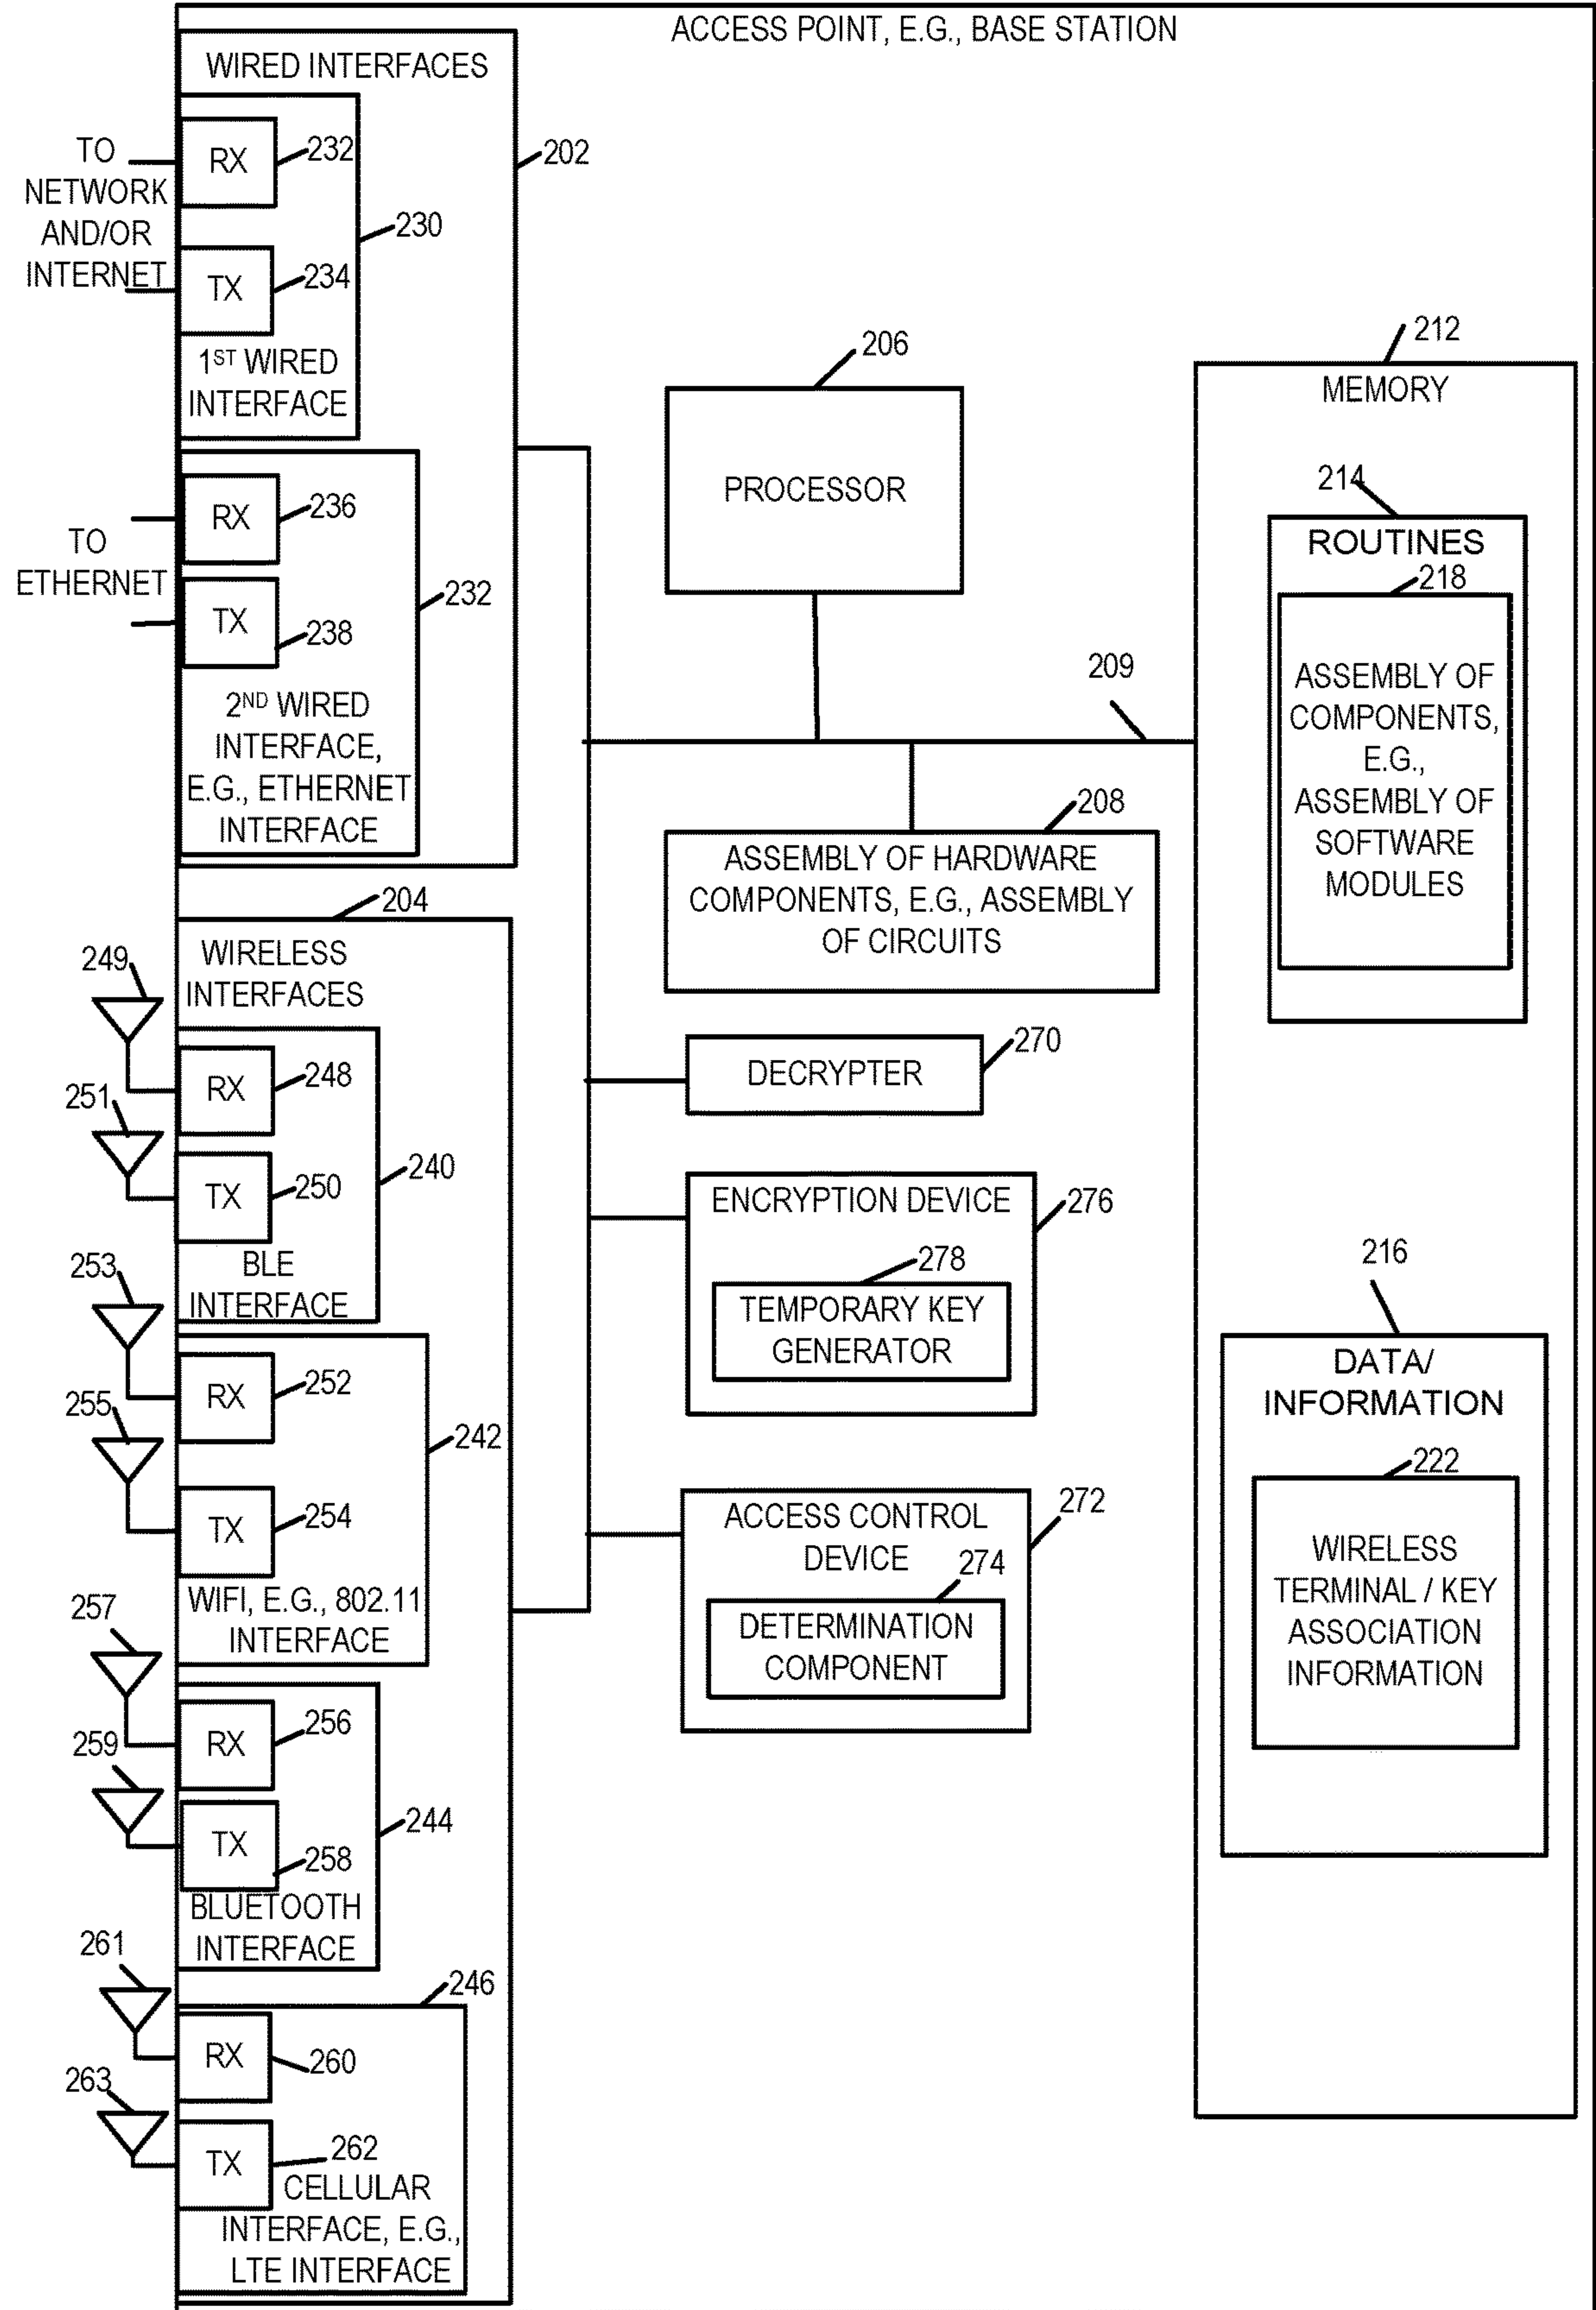 ACCESS POINT, E.G., BASE STATION
WIRED INTERFACES
TO
NETWORK
AND/OR
INTERNET
RX
232
202
230
TX
234
1ST WIRED
INTERFACE
TO
ETHERNET
RX
236
TX
238
232
2ND WIRED
INTERFACE,
E.G., ETHERNET
INTERFACE
204
WIRELESS
INTERFACES
249
RX
248
251
TX
250
240
BLE
INTERFACE
253
RX
252
255
242
TX
254
WIFI, E.G., 802.11
INTERFACE
257
RX
256
259
TX
258
244
BLUETOOTH
INTERFACE
261
246
RX
260
263
TX
262
CELLULAR
INTERFACE, E.G.,
LTE INTERFACE
206
PROCESSOR
209
208
ASSEMBLY OF HARDWARE
COMPONENTS, E.G., ASSEMBLY
OF CIRCUITS
270
DECRYPTER
ENCRYPTION DEVICE
276
278
TEMPORARY KEY
GENERATOR
272
ACCESS CONTROL
DEVICE
274
DETERMINATION
COMPONENT
212
MEMORY
214
ROUTINES
218
ASSEMBLY OF
COMPONENTS,
E.G.,
ASSEMBLY OF
SOFTWARE
MODULES
216
DATA/
INFORMATION
222
WIRELESS
TERMINAL / KEY
ASSOCIATION
INFORMATION